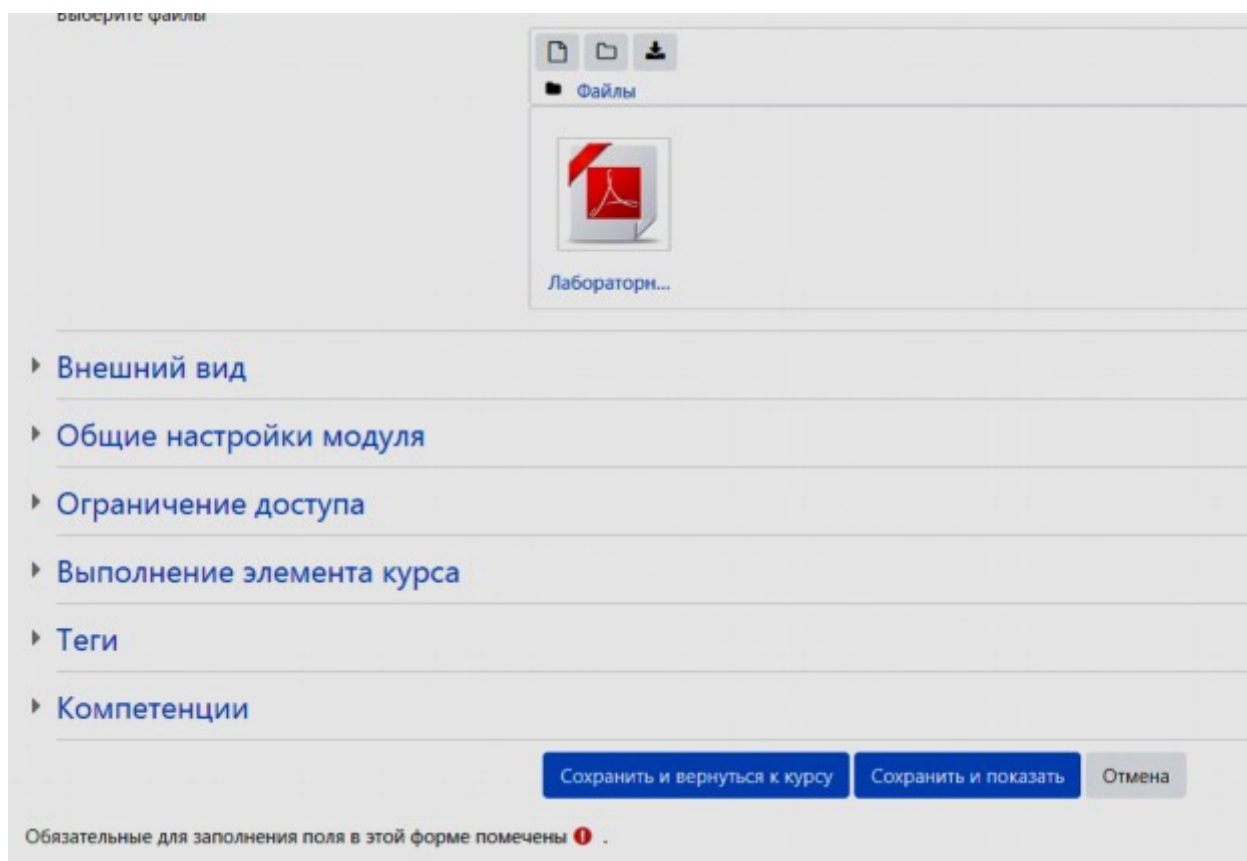 Выберите файлы
Файлы
Лабораторн...
Внешний вид
Общие настройки модуля
Ограничение доступа
Выполнение элемента курса
Теги
Компетенции
Сохранить и вернуться к курсу Сохранить и показать Отмена
Обязательные для заполнения поля в этой форме помечены .